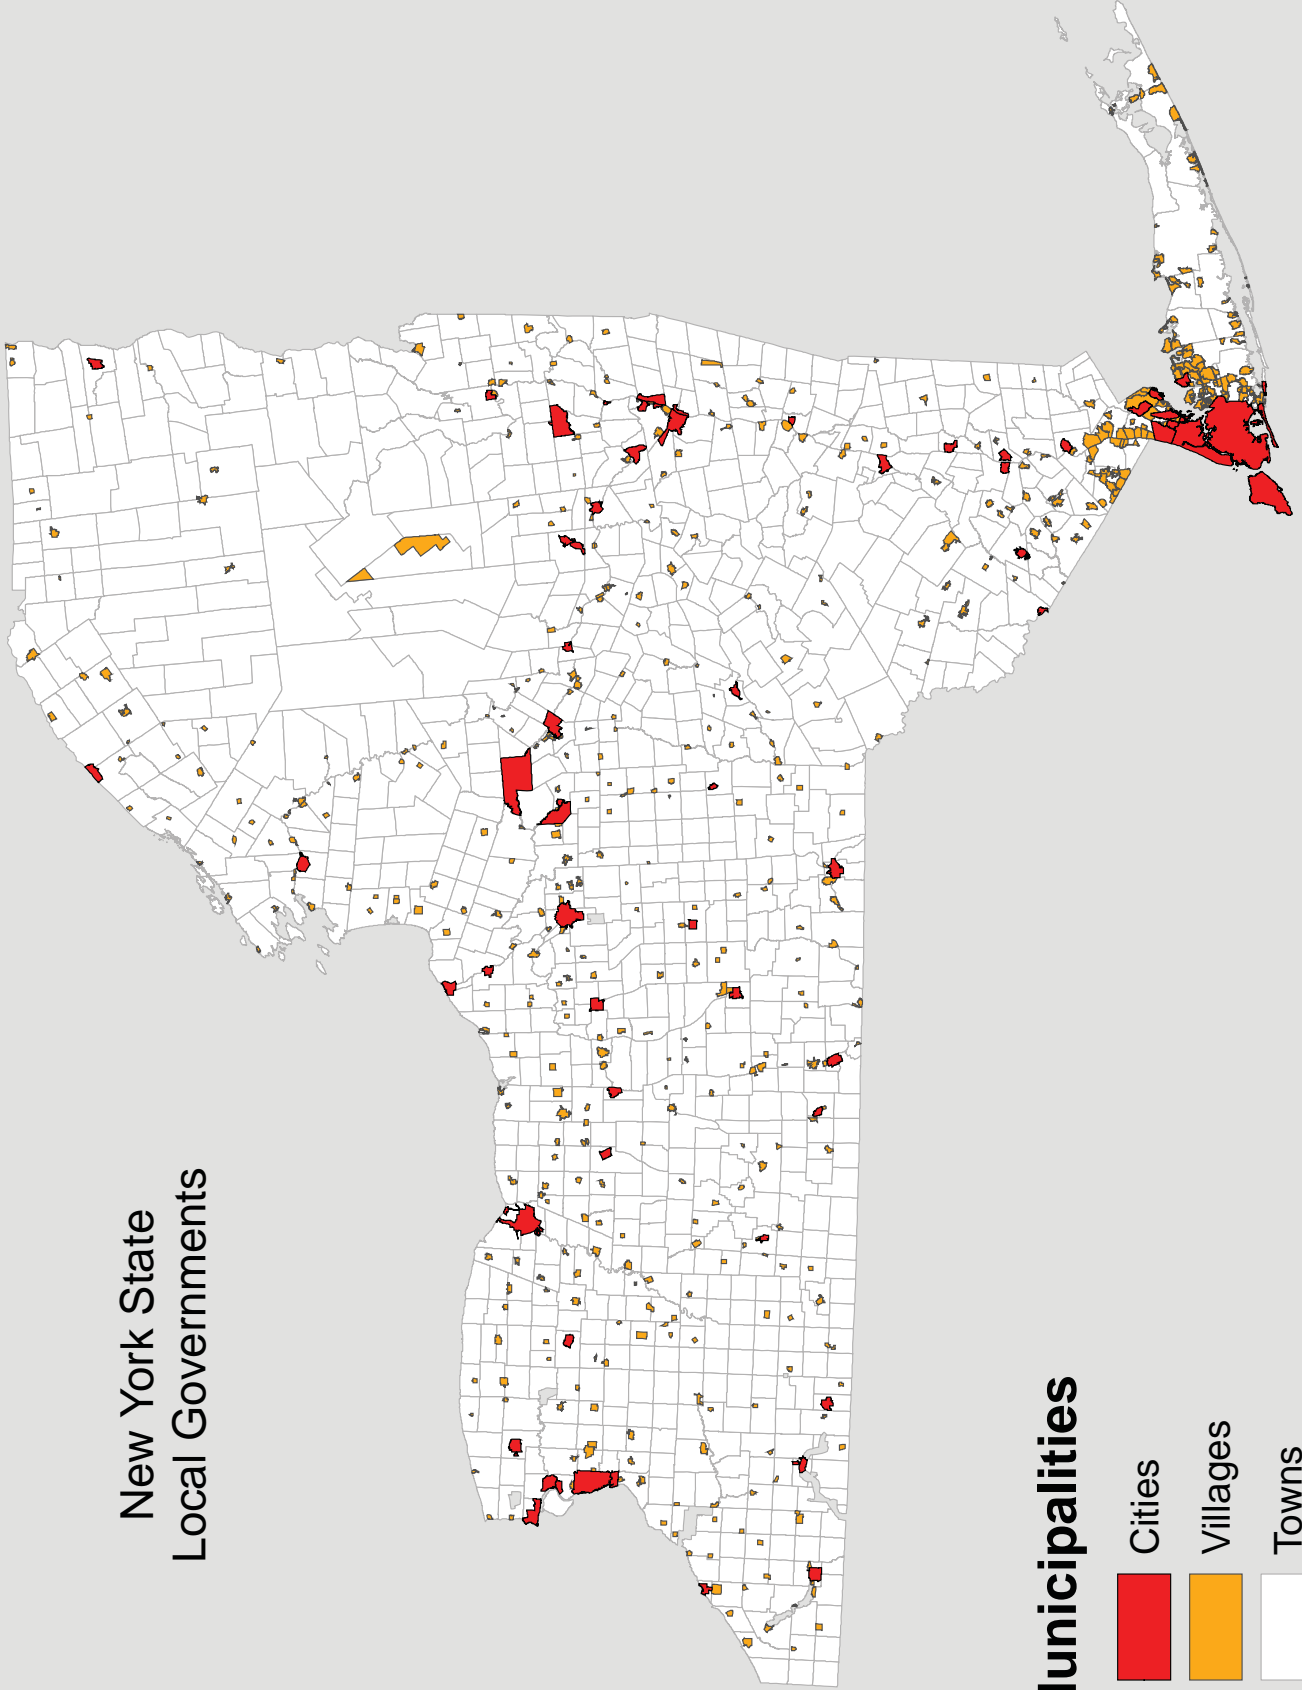 New York State
Local Governments
unicipalities
Cities
Villages
Towns